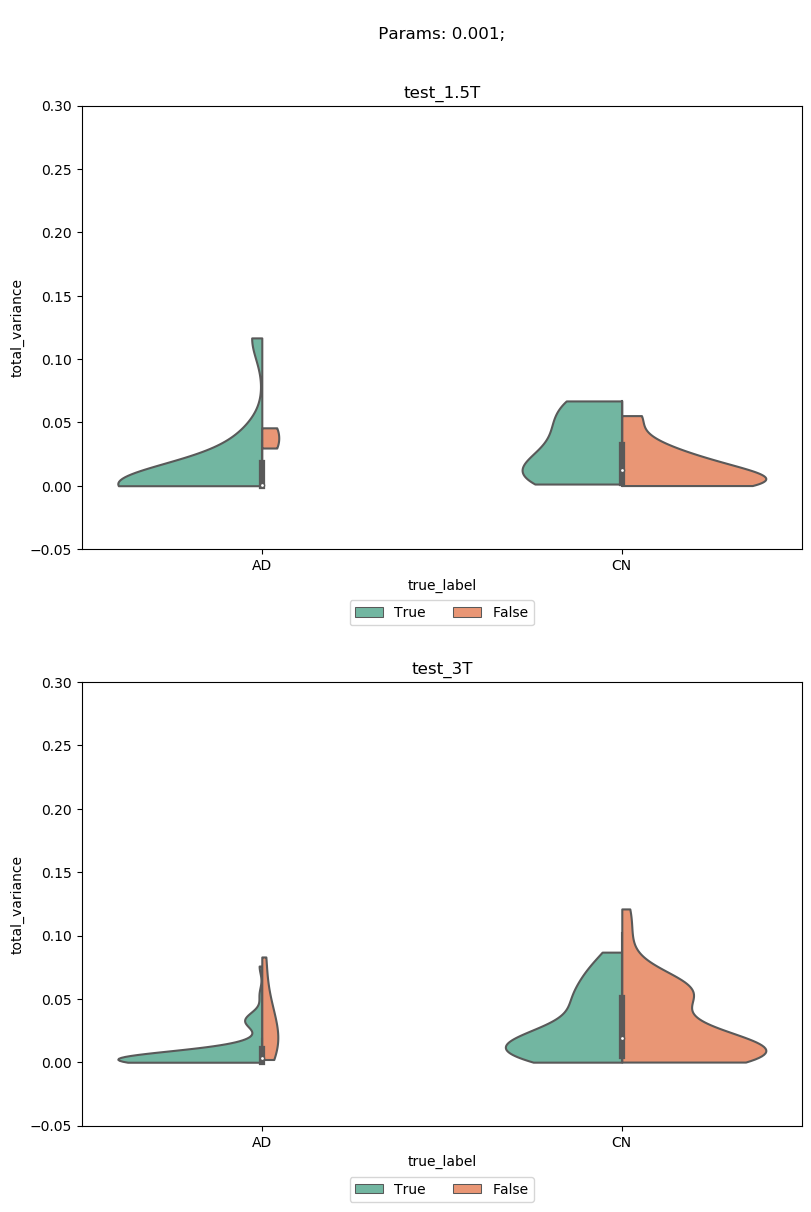 Params: 0.001;
test_1.5T
0.30
0.25
0.20
0.15
0.10
0.05
0.00
−0.05
total_variance
AD CN
true_label
True False
test_3T
0.30
0.25
0.20
0.15
0.10
0.05
0.00
−0.05
total_variance
AD CN
true_label
True False